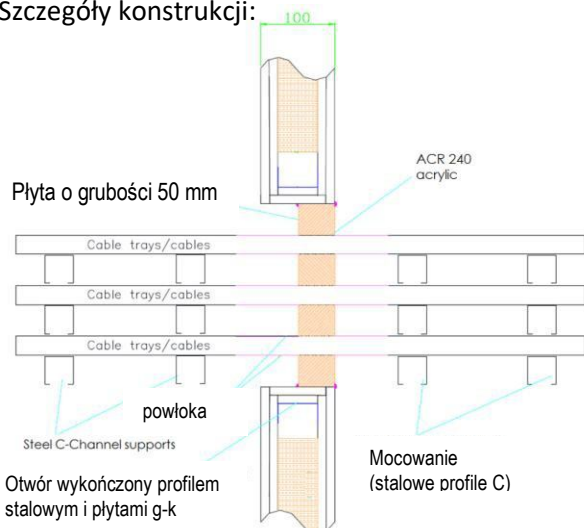 Szczegóły konstrukcji:
100
ACR 240
acrylic
Płyta o grubości 50 mm
Cable trays/cables
Cable trays/cables
Cable trays/cables
powłoka
Steel C-Channel supports
Mocowanie
(stalowe profile C)
Otwór wykończony profilem
stalowym i płytami g-k